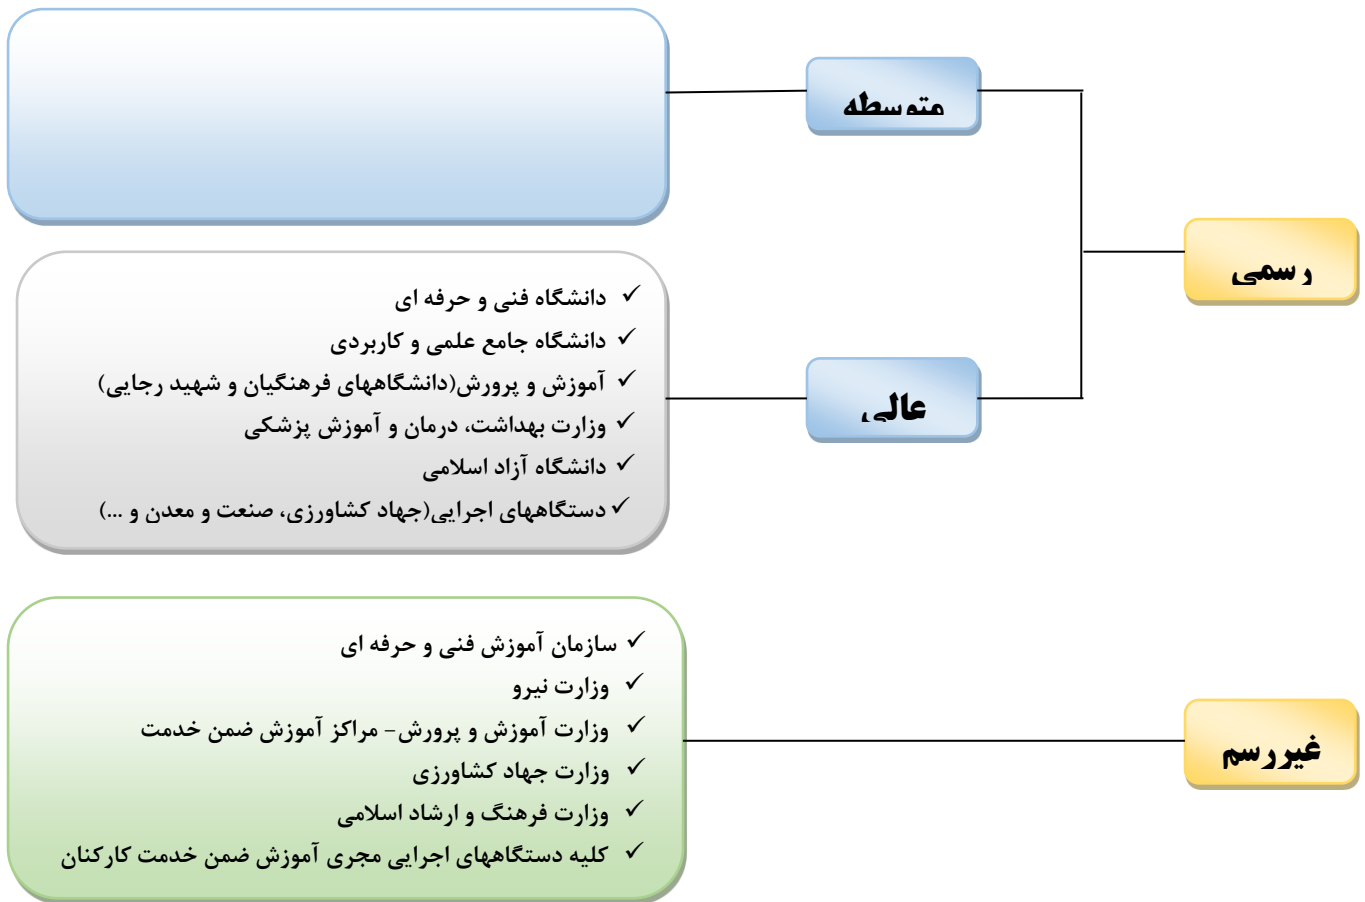 متوسطه
رسمی
دانشگاه فنی و حرفه ای
دانشگاه جامع علمی و کاربردی
آموزش و پرورش(دانشگاههای فرهنگیان و شهید رجایی)
وزارت بهداشت، درمان و آموزش پزشکی
دانشگاه آزاد اسلامی
دستگاههای اجرایی(جهاد کشاورزی، صنعت و معدن و ...)
عالی
سازمان آموزش فنی و حرفه ای
وزارت نیرو
وزارت آموزش و پرورش- مراکز آموزش ضمن خدمت
وزارت جهاد کشاورزی
وزارت فرهنگ و ارشاد اسلامی
کلیه دستگاههای اجرایی مجری آموزش ضمن خدمت کارکنان
غیررسم